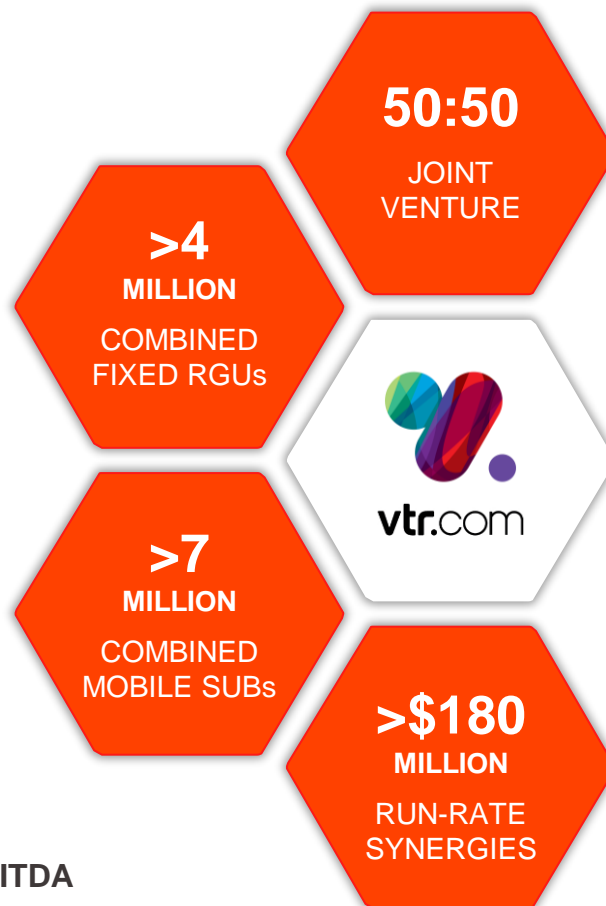 50:50
JOINT
VENTURE
>4
MILLION
COMBINED
FIXED RGUs
vtr.com
>7
MILLION
COMBINED
MOBILE SUBs
>$180
MILLION
RUN-RATE
SYNERGIES
ITDA